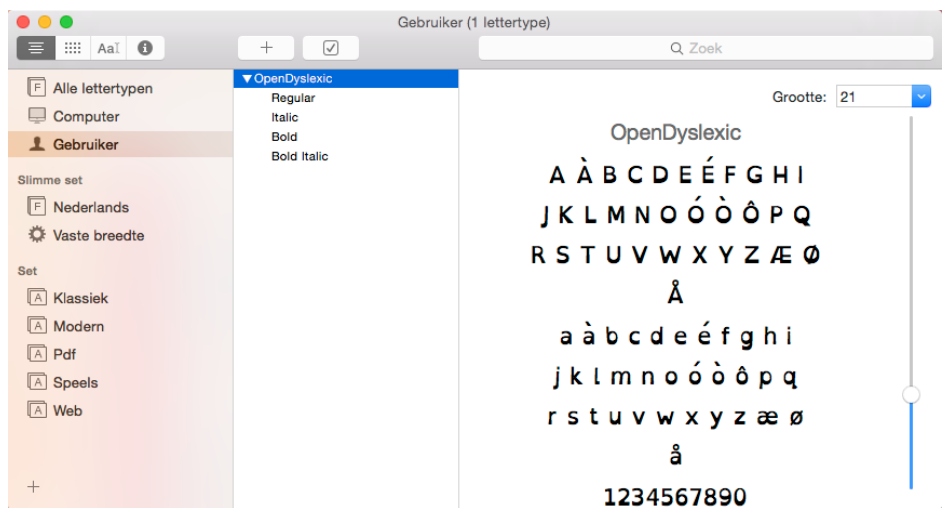 Gebruiker (1 lettertype)
Zoek
Alle lettertypen
Computer
Gebruiker
Slimme set
Nederlands
Vaste breedte
Set
Klassiek
Modern
Pdf
Speels
Web
OpenDyslexic
Regular
Italic
Bold
Bold Italic
Grootte: 21
OpenDyslexic
A À B C D E É F G H I
J K L M N O Ó Ò Ô P Q
R S T U V W X Y Z Æ Ø
Å
a à b c d e é f g h i
j k l m n o ó ò ô p q
r s t u v w x y z æ ø
å
1234567890